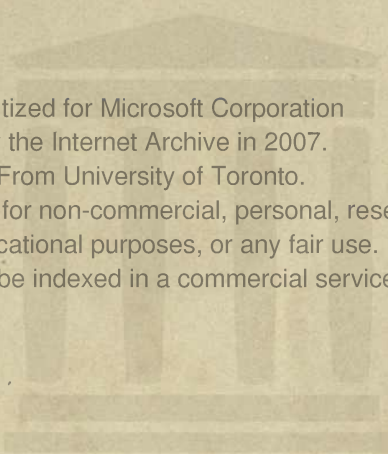 tized for Microsoft Corporation
the Internet Archive in 2007.
From University of Toronto.
for non-commercial, personal, rese
cational purposes, or any fair use.
be indexed in a commercial service